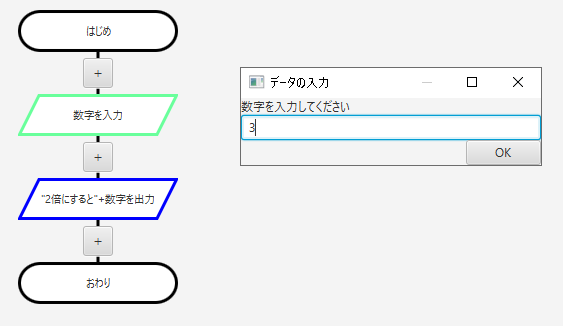 はじめ
+
数字を入力
+
"2倍にすると"+数字を出力
+
おわり
データの入力
数字を入力してください
3
OK